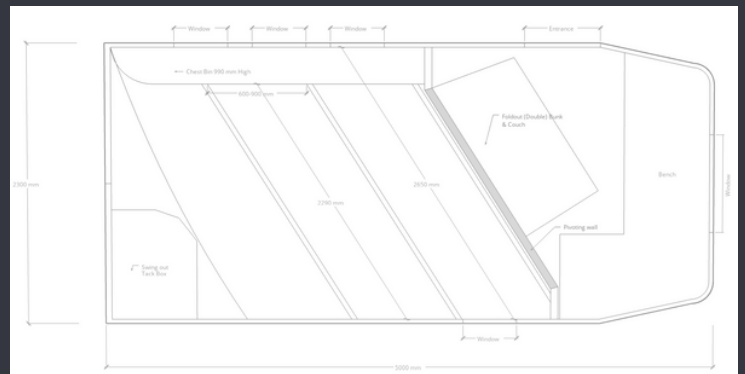 Window
Window
Window
Entrance
Chest Bin 990 mm High
600-900 mm
Foldout (Double) Bunk
& Couch
2300 mm
2390 mm
2850 mm
Bench
Window
Pivoting wall
Swing out
Tack Box
Window
5000 mm